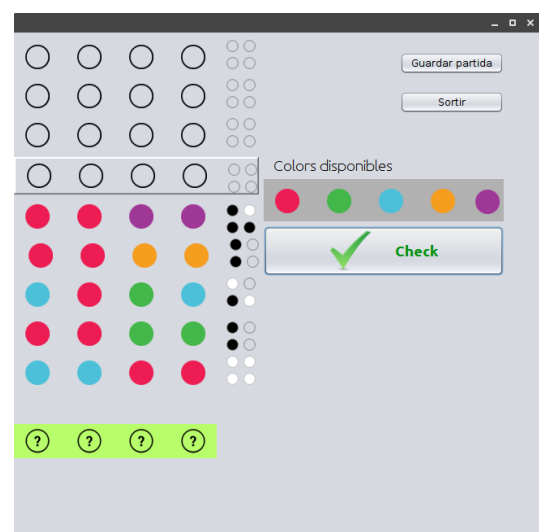 Guardar partida
Sortir
Colors disponibles
Check
? ? ? ?